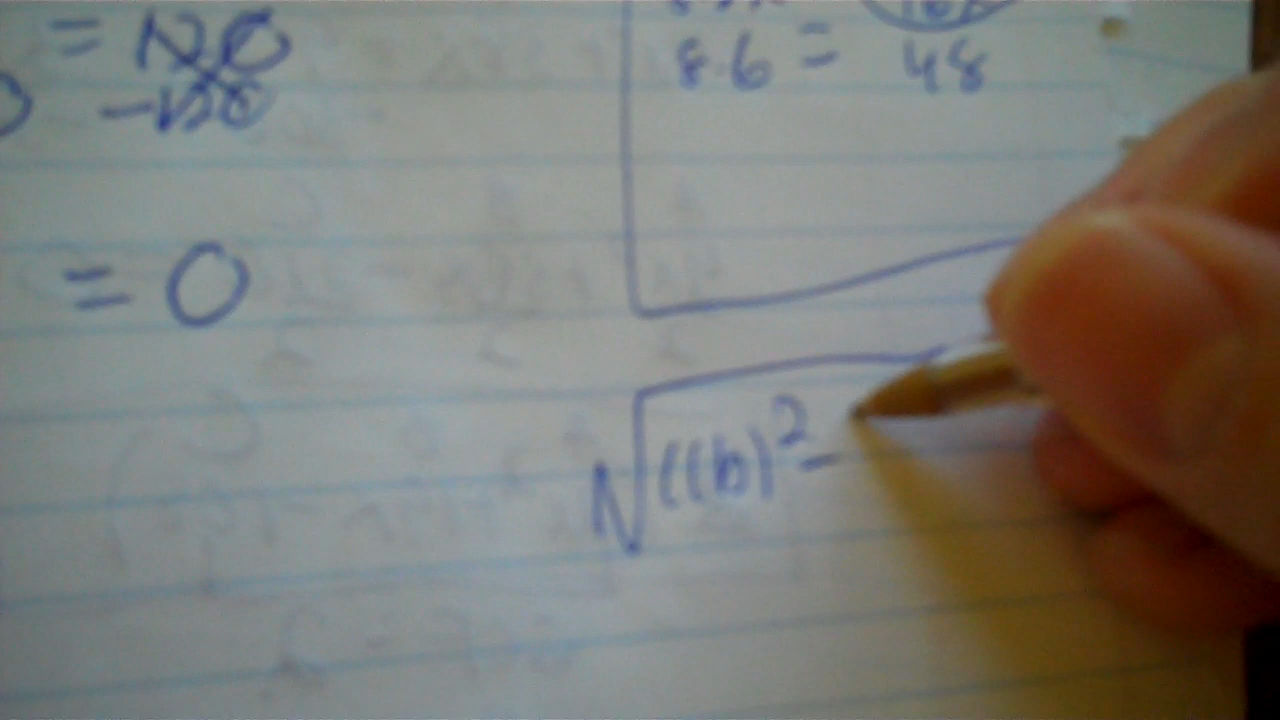 = 120
-120
8.6 = 48
= 0
√((b)² -